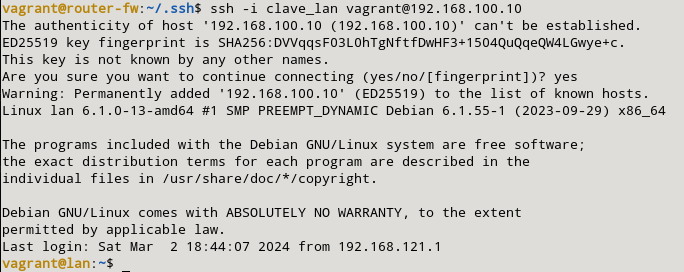 vagrant@router-fw:~/.ssh$ ssh -i clave_lan vagrant@192.168.100.10
The authenticity of host '192.168.100.10 (192.168.100.10)' can't be established.
ED25519 key fingerprint is SHA256:DVVqqsFO3L0hTgNftfDwHF3+1504QuQqeQW4LGwye+c.
This key is not known by any other names.
Are you sure you want to continue connecting (yes/no/[fingerprint])? yes
Warning: Permanently added '192.168.100.10' (ED25519) to the list of known hosts.
Linux lan 6.1.0-13-amd64 #1 SMP PREEMPT_DYNAMIC Debian 6.1.55-1 (2023-09-29) x86_64
The programs included with the Debian GNU/Linux system are free software;
the exact distribution terms for each program are described in the
individual files in /usr/share/doc/*/copyright.
Debian GNU/Linux comes with ABSOLUTELY NO WARRANTY, to the extent
permitted by applicable law.
Last login: Sat Mar  2 18:44:07 2024 from 192.168.121.1
vagrant@lan:~$ _